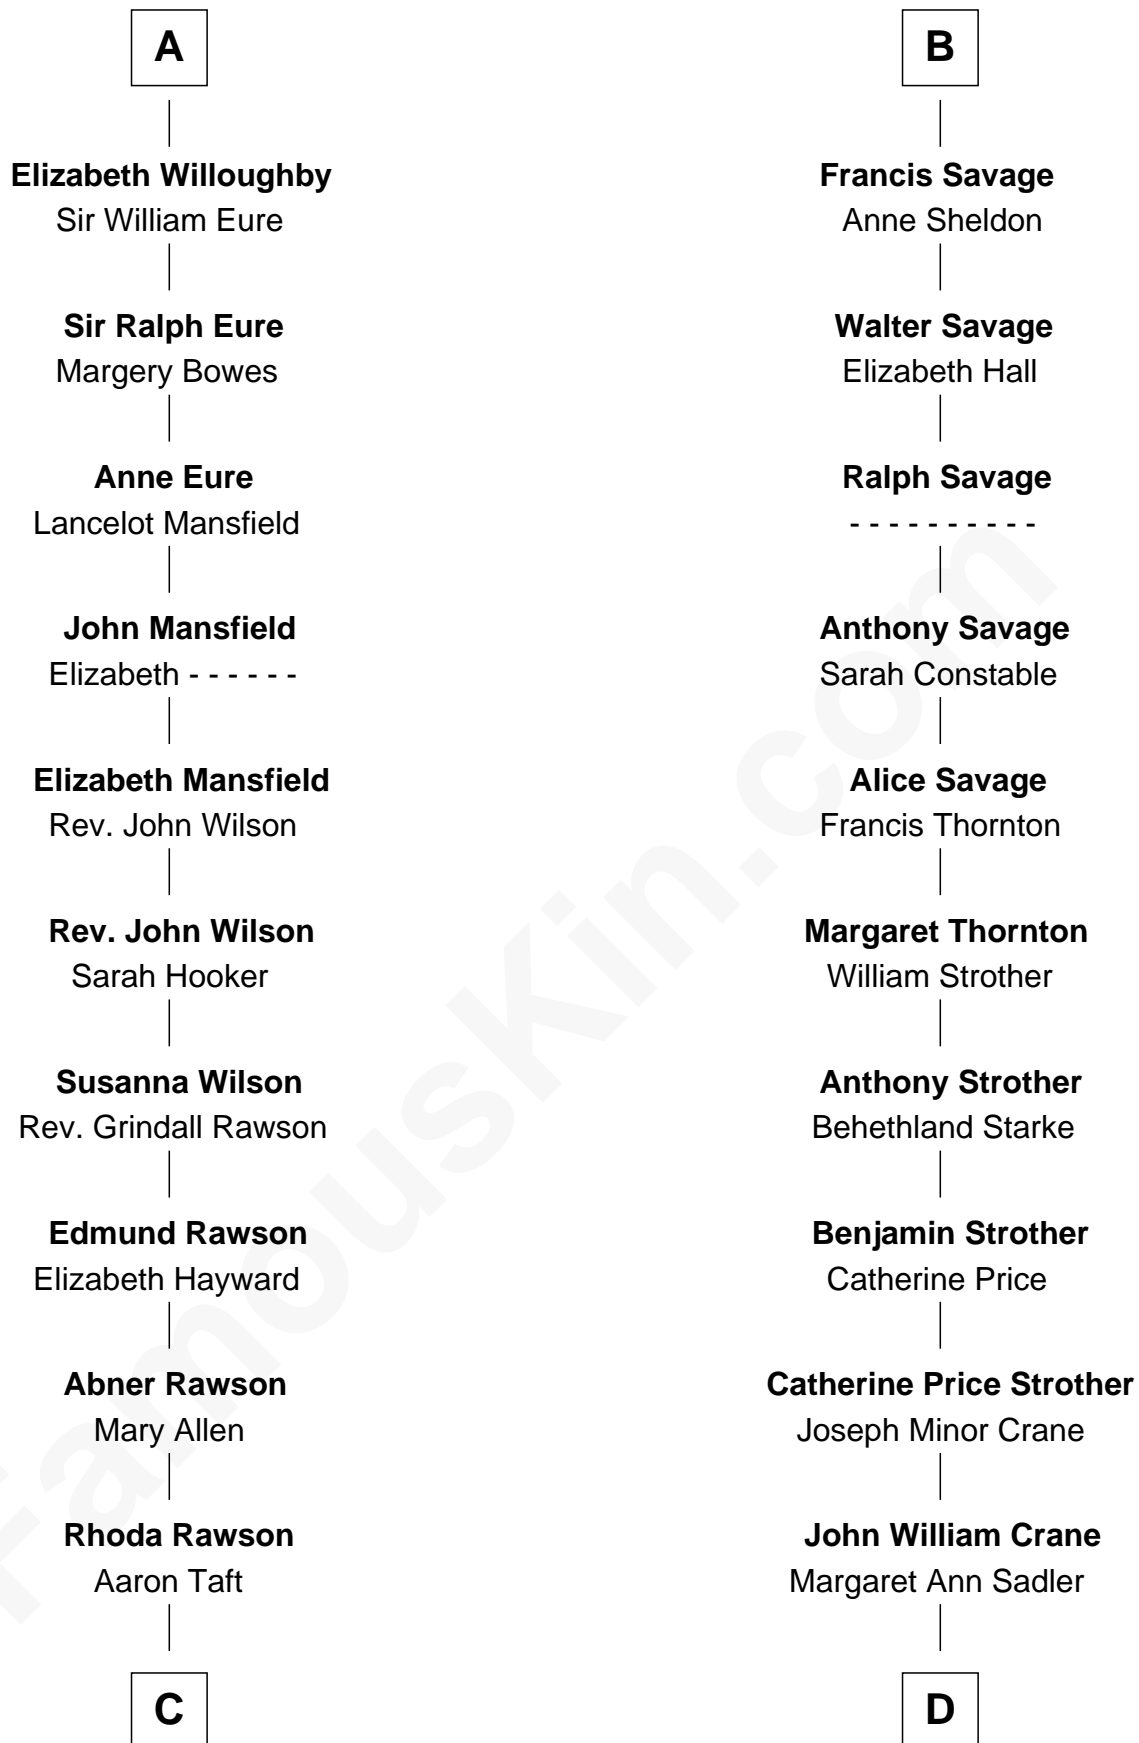 A
Elizabeth Willoughby
Sir William Eure
Sir Ralph Eure
Margery Bowes
Anne Eure
Lancelot Mansfield
John Mansfield
Elizabeth - - - - - -
Elizabeth Mansfield
Rev. John Wilson
Rev. John Wilson
Sarah Hooker
Susanna Wilson
Rev. Grindall Rawson
Edmund Rawson
Elizabeth Hayward
Abner Rawson
Mary Allen
Rhoda Rawson
Aaron Taft
C
B
Francis Savage
Anne Sheldon
Walter Savage
Elizabeth Hall
Ralph Savage
- - - - - - - - - -
Anthony Savage
Sarah Constable
Alice Savage
Francis Thornton
Margaret Thornton
William Strother
Anthony Strother
Behethland Starke
Benjamin Strother
Catherine Price
Catherine Price Strother
Joseph Minor Crane
John William Crane
Margaret Ann Sadler
D
FamousKin.com